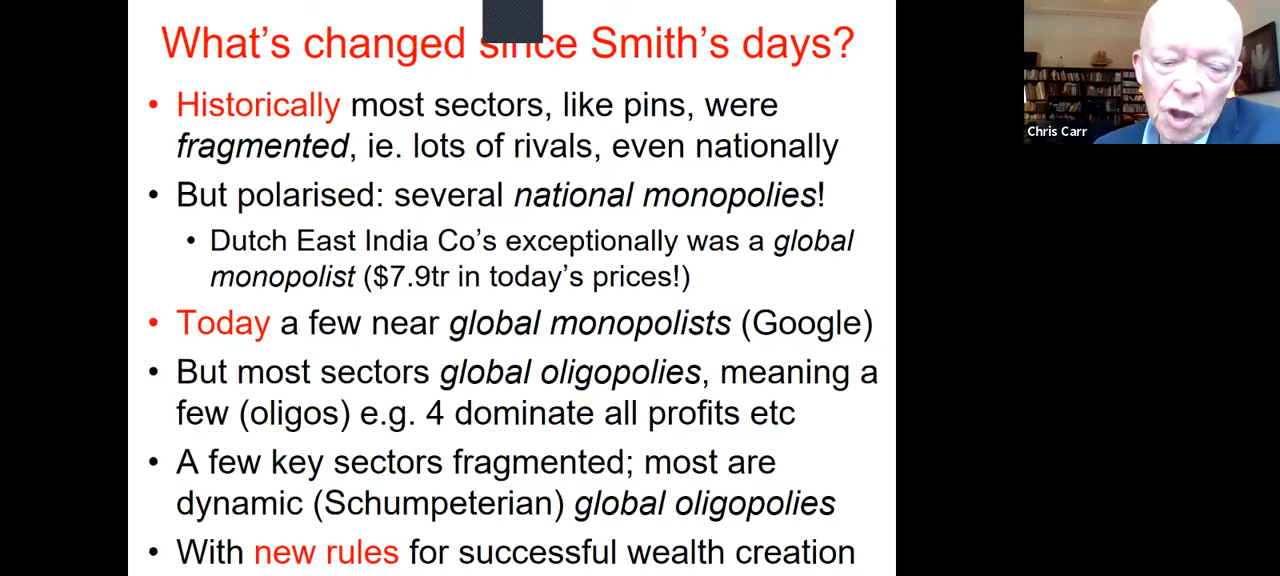 What's changed since Smith's days?
• Historically most sectors, like pins, were
fragmented, ie. lots of rivals, even nationally
• But polarised: several national monopolies!
• Dutch East India Co's exceptionally was a global
monopolist ($7.9tr in today's prices!)
• Today a few near global monopolists (Google)
• But most sectors global oligopolies, meaning a
few (oligos) e.g. 4 dominate all profits etc
• A few key sectors fragmented; most are
dynamic (Schumpeterian) global oligopolies
• With new rules for successful wealth creation
Chris Carr